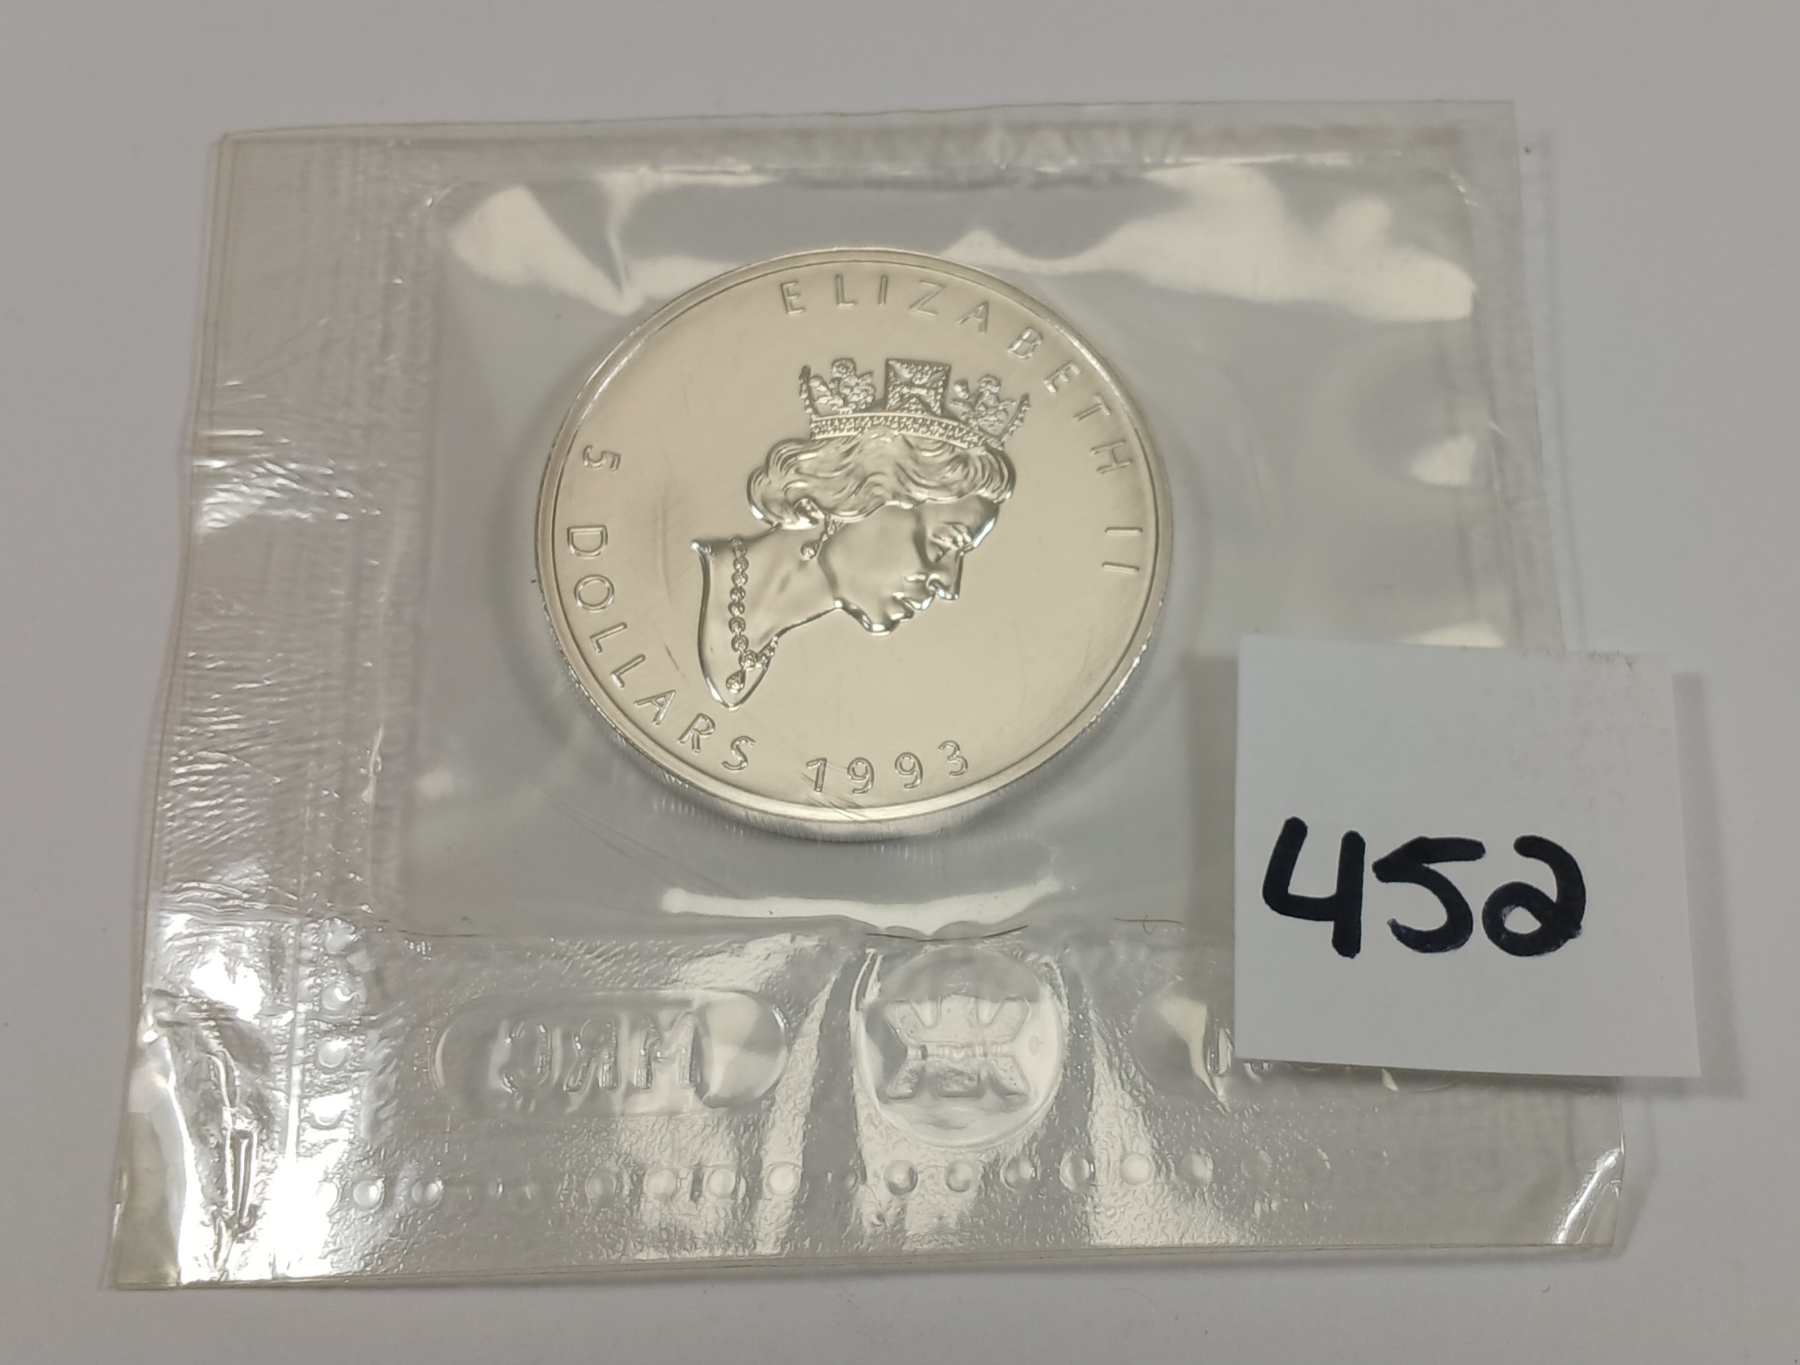 ELIZABETH II
5 DOLLARS 1993
452
MRC